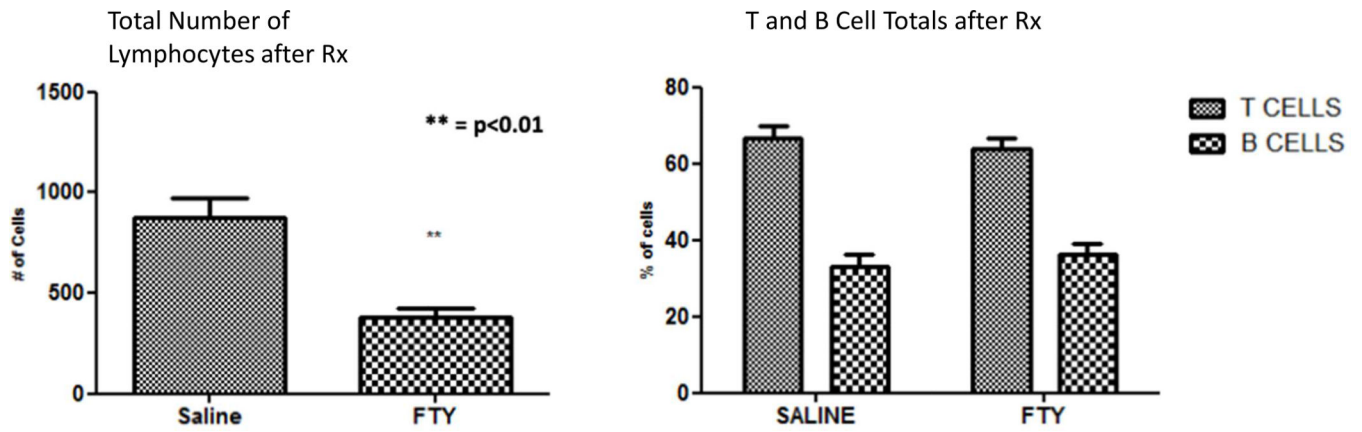 Total Number of
Lymphocytes after Rx
1500
1000
500
0
# of Cells
** = p<0.01
**
Saline
FTY
T and B Cell Totals after Rx
80
60
40
20
0
% of cells
SALINE
FTY
T CELLS
B CELLS